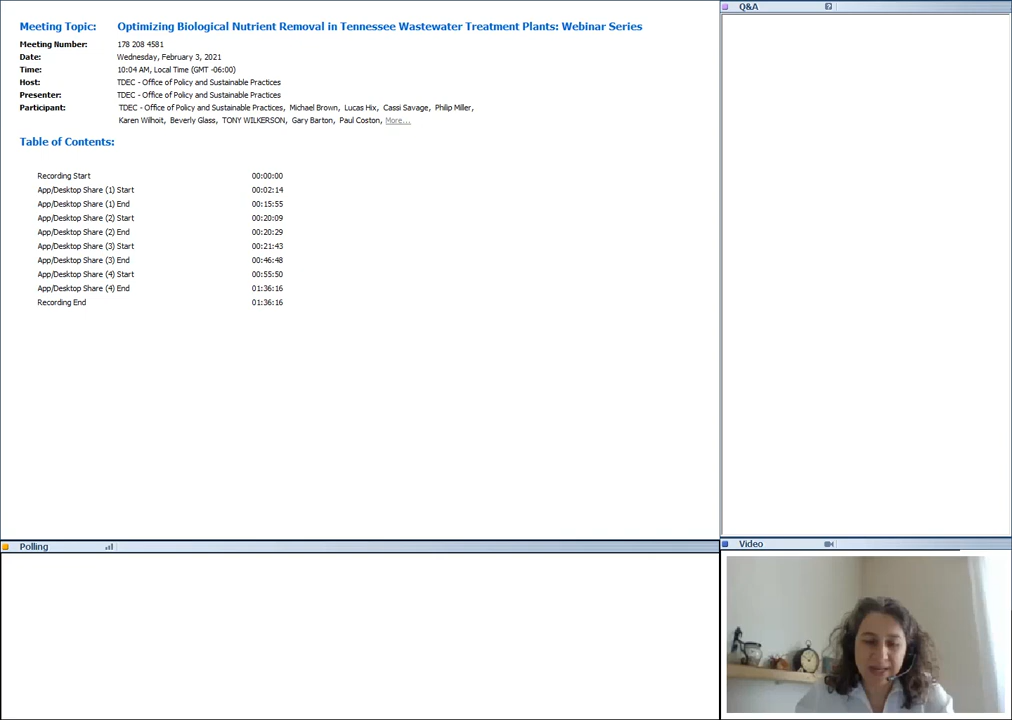 Meeting Topic: Optimizing Biological Nutrient Removal in Tennessee Wastewater Treatment Plants: Webinar Series
Meeting Number: 178 208 4581
Date: Wednesday, February 3, 2021
Time: 10:04 AM, Local Time (GMT -06:00)
Host: TDEC - Office of Policy and Sustainable Practices
Presenter: TDEC - Office of Policy and Sustainable Practices
Participant: TDEC - Office of Policy and Sustainable Practices, Michael Brown, Lucas Hix, Cassi Savage, Philip Miller,
Karen Wilhoit, Beverly Glass, TONY WILKERSON, Gary Barton, Paul Coston, More...
Table of Contents:
Recording Start 00:00:00
App/Desktop Share (1) Start 00:02:14
App/Desktop Share (1) End 00:15:55
App/Desktop Share (2) Start 00:20:09
App/Desktop Share (2) End 00:20:29
App/Desktop Share (3) Start 00:21:43
App/Desktop Share (3) End 00:46:48
App/Desktop Share (4) Start 00:55:50
App/Desktop Share (4) End 01:36:16
Recording End 01:36:16
Q&A
Polling
Video